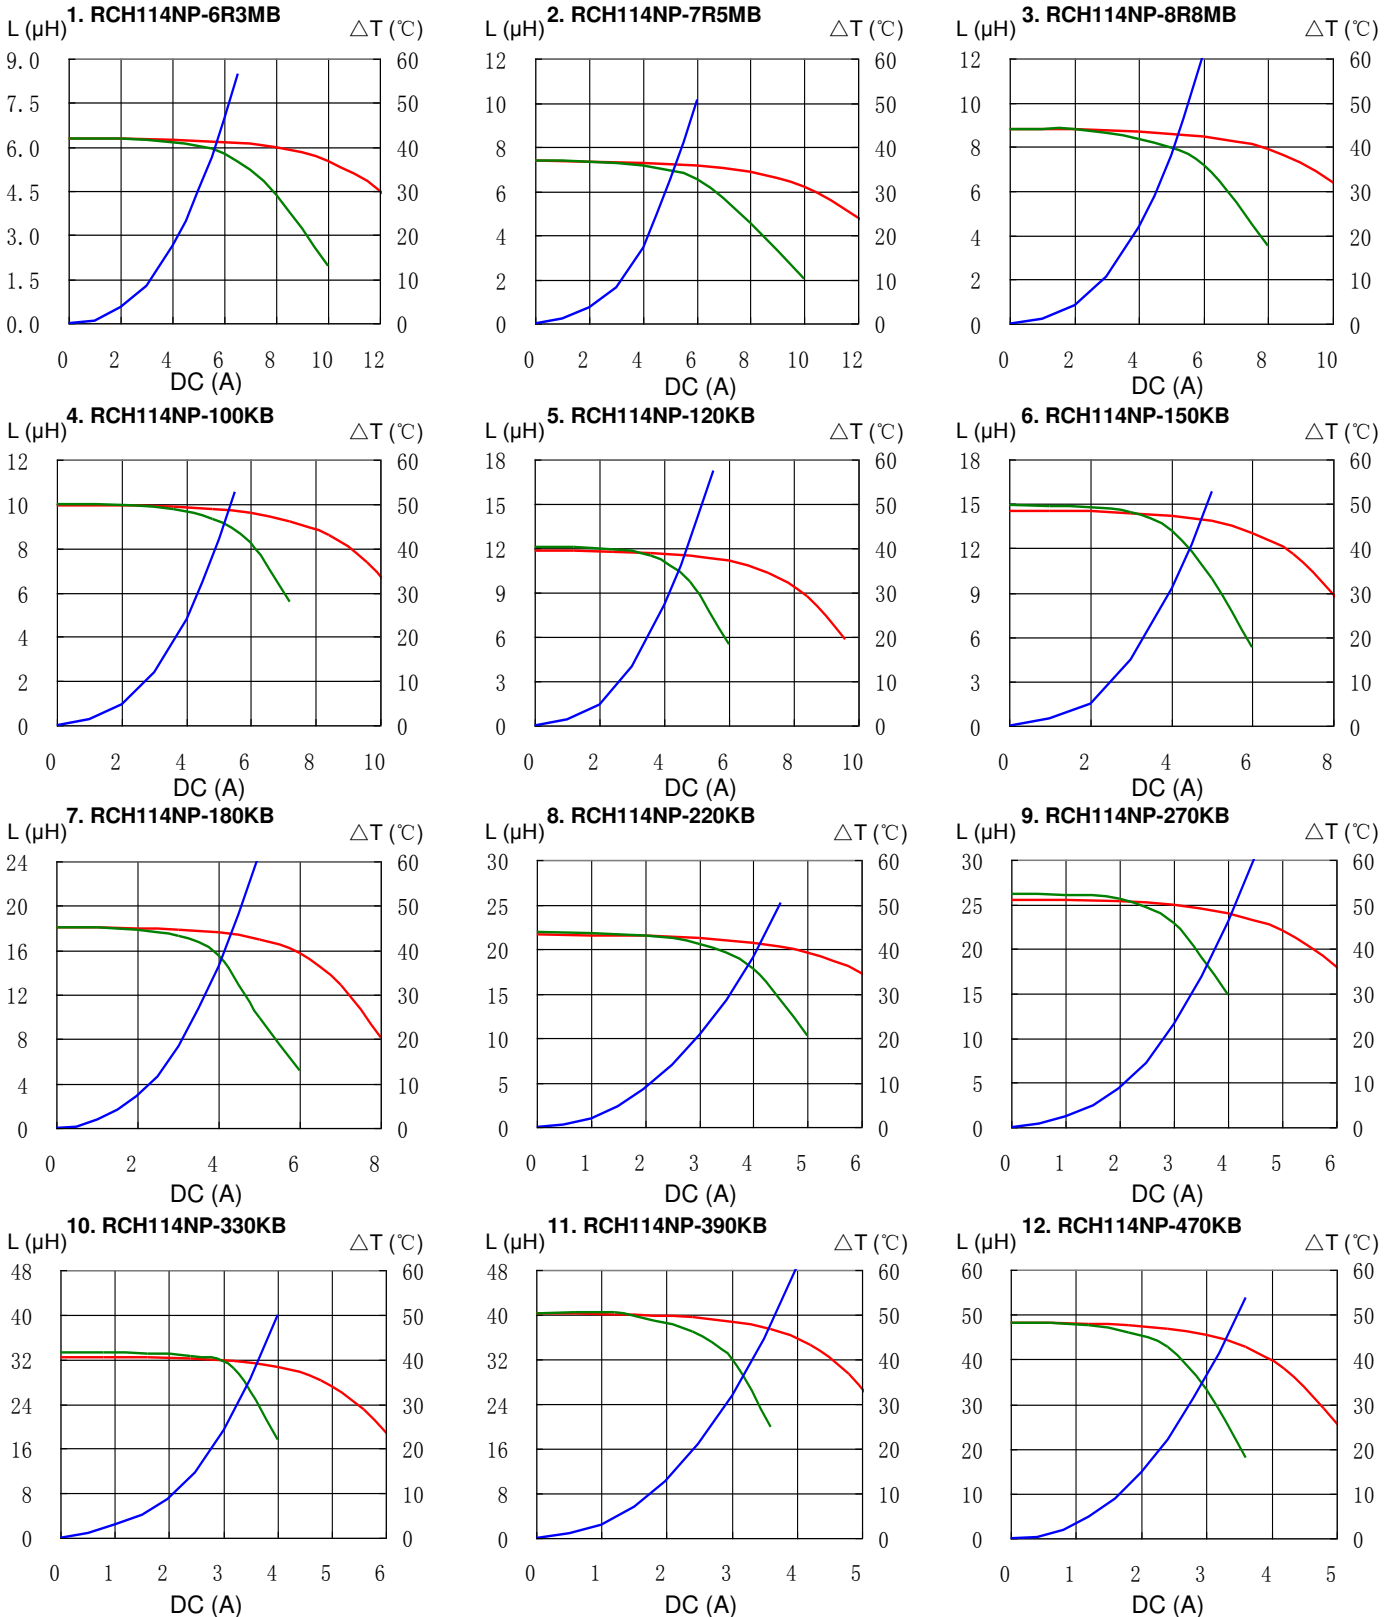 1. RCH114NP-6R3MB
L (μH)
△T (℃)
9.0
7.5
6.0
4.5
3.0
1.5
0.0
60
50
40
30
20
10
0
0 2 4 6 8 10 12
DC (A)
2. RCH114NP-7R5MB
L (μH)
△T (℃)
12
10
8
6
4
2
0
60
50
40
30
20
10
0
0 2 4 6 8 10 12
DC (A)
3. RCH114NP-8R8MB
L (μH)
△T (℃)
12
10
8
6
4
2
0
60
50
40
30
20
10
0
0 2 4 6 8 10
DC (A)
4. RCH114NP-100KB
L (μH)
△T (℃)
12
10
8
6
4
2
0
60
50
40
30
20
10
0
0 2 4 6 8 10
DC (A)
5. RCH114NP-120KB
L (μH)
△T (℃)
18
15
12
9
6
3
0
60
50
40
30
20
10
0
0 2 4 6 8 10
DC (A)
6. RCH114NP-150KB
L (μH)
△T (℃)
18
15
12
9
6
3
0
60
50
40
30
20
10
0
0 2 4 6 8
DC (A)
7. RCH114NP-180KB
L (μH)
△T (℃)
24
20
16
12
8
4
0
60
50
40
30
20
10
0
0 2 4 6 8
DC (A)
8. RCH114NP-220KB
L (μH)
△T (℃)
30
25
20
15
10
5
0
60
50
40
30
20
10
0
0 1 2 3 4 5 6
DC (A)
9. RCH114NP-270KB
L (μH)
△T (℃)
30
25
20
15
10
5
0
60
50
40
30
20
10
0
0 1 2 3 4 5 6
DC (A)
10. RCH114NP-330KB
L (μH)
△T (℃)
48
40
32
24
16
8
0
60
50
40
30
20
10
0
0 1 2 3 4 5 6
DC (A)
11. RCH114NP-390KB
L (μH)
△T (℃)
48
40
32
24
16
8
0
60
50
40
30
20
10
0
0 1 2 3 4 5
DC (A)
12. RCH114NP-470KB
L (μH)
△T (℃)
60
50
40
30
20
10
0
60
50
40
30
20
10
0
0 1 2 3 4 5
DC (A)